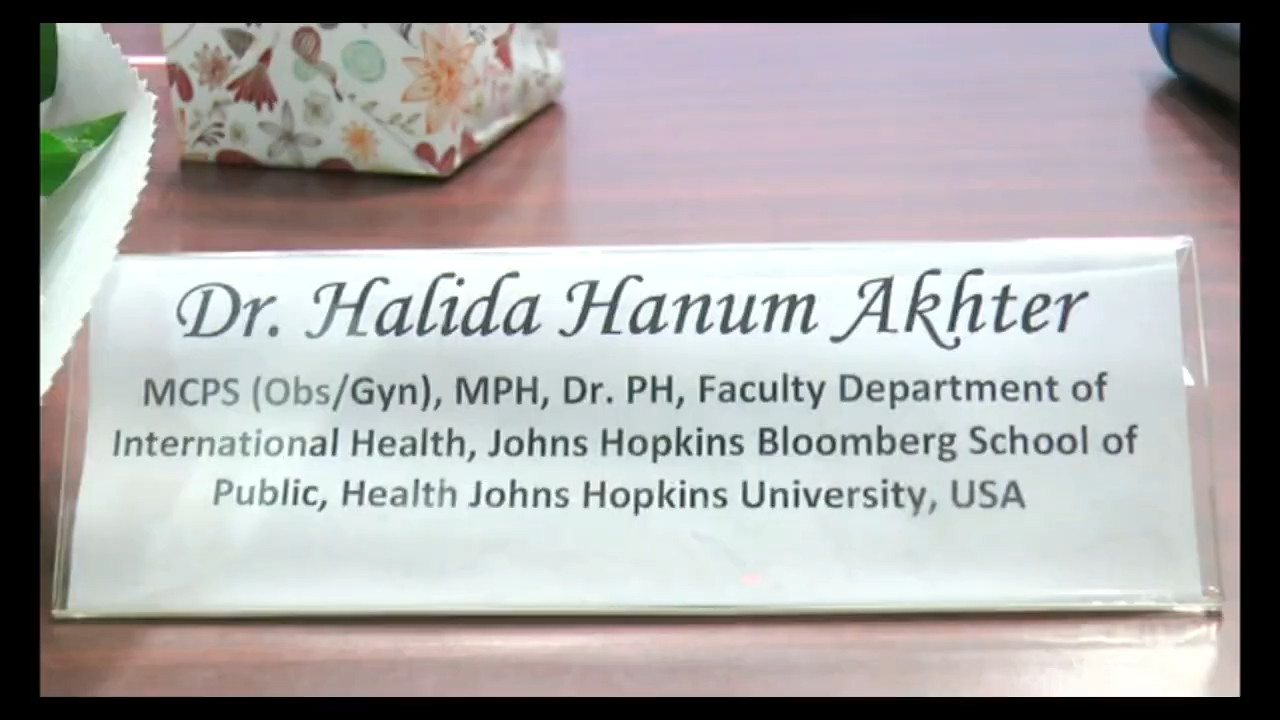 Dr. Halida Hanum Akhter
MCPS (Obs/Gyn), MPH, Dr. PH, Faculty Department of
International Health, Johns Hopkins Bloomberg School of
Public, Health Johns Hopkins University, USA